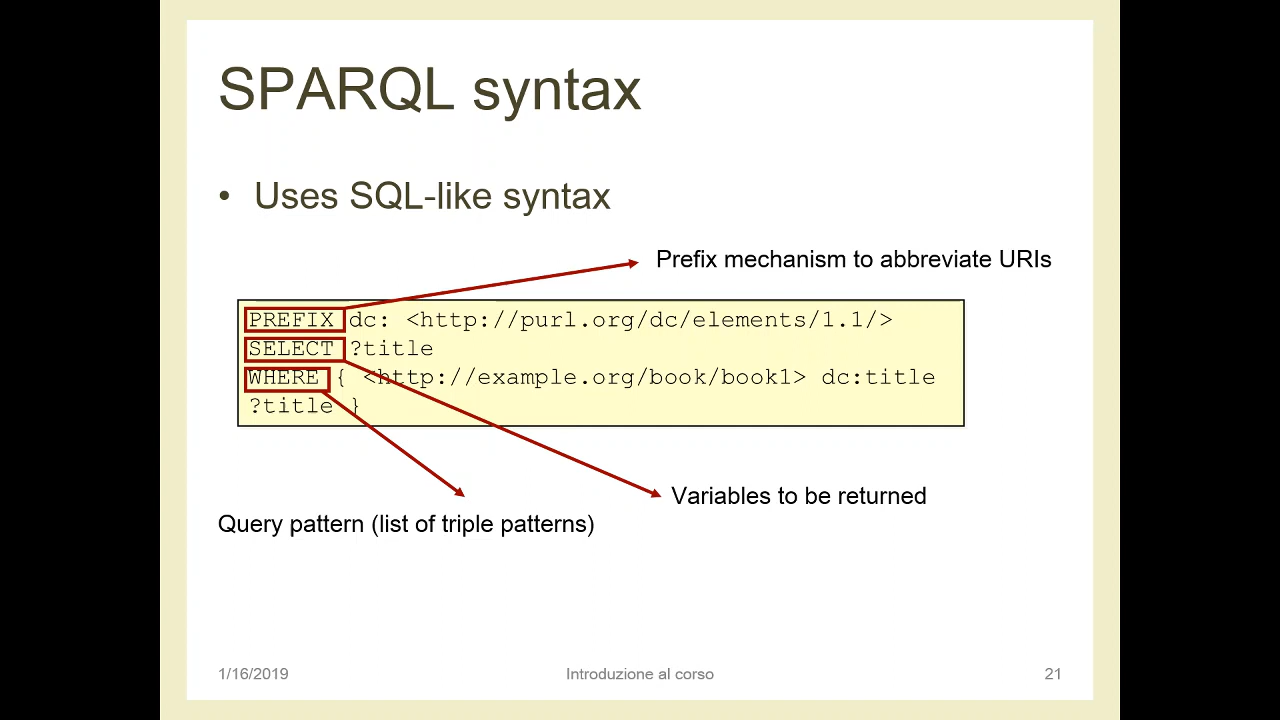 SPARQL syntax
• Uses SQL-like syntax
Prefix mechanism to abbreviate URIs
PREFIX dc: <http://purl.org/dc/elements/1.1/>
SELECT ?title
WHERE { <http://example.org/book/book1> dc:title
?title }
Variables to be returned
Query pattern (list of triple patterns)
1/16/2019
Introduzione al corso
21